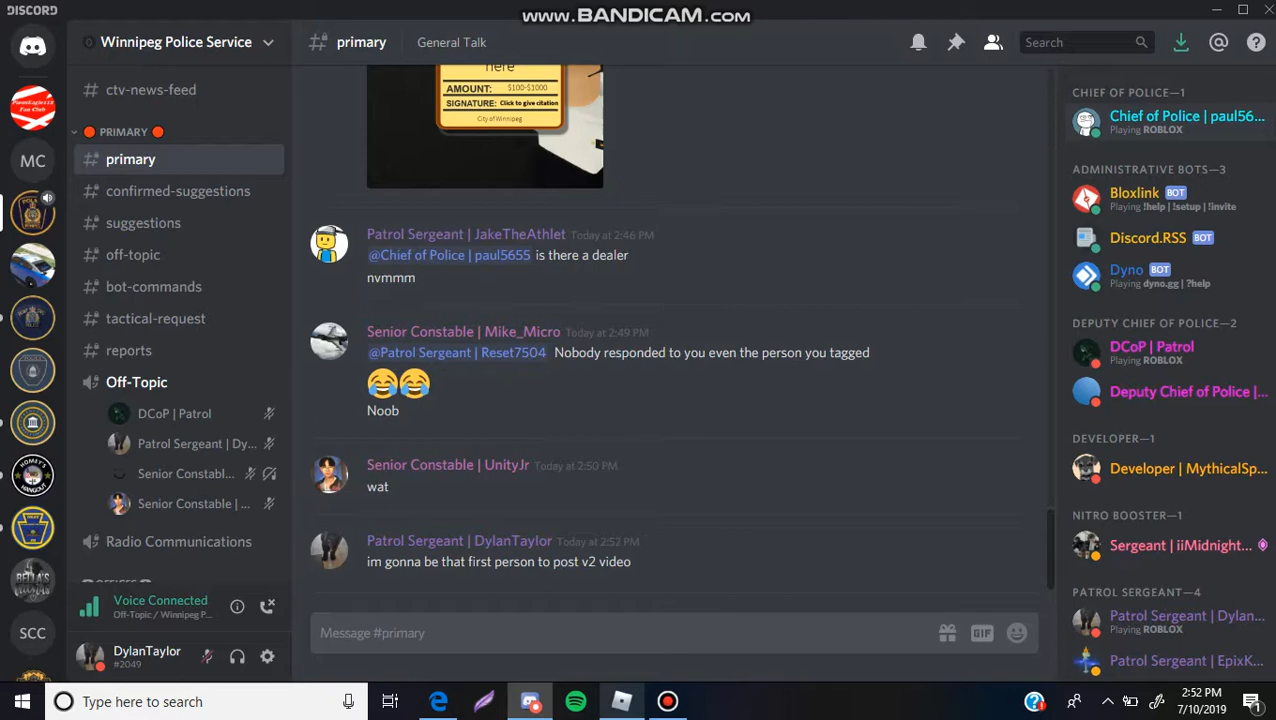 DISCORD
www.BANDICAM.com
Winnipeg Police Service
primary
General Talk
Search
ctv-news-feed
PRIMARY
primary
confirmed-suggestions
suggestions
off-topic
bot-commands
tactical-request
reports
Off-Topic
DCoP | Patrol
Patrol Sergeant | Dy...
Senior Constabl...
Senior Constable | ...
Radio Communications
Voice Connected
Off-Topic / Winnipeg P...
DylanTaylor
#2049
MC
SCC
here
AMOUNT: $100-$1000
SIGNATURE: Click to give citation
City of Winnipeg
Patrol Sergeant | JakeTheAthlet Today at 2:46 PM
@Chief of Police | paul5655 is there a dealer
nvmmm
Senior Constable | Mike_Micro Today at 2:49 PM
@Patrol Sergeant | Reset7504 Nobody responded to you even the person you tagged
😂😂
Noob
Senior Constable | UnityJr Today at 2:50 PM
wat
Patrol Sergeant | DylanTaylor Today at 2:52 PM
im gonna be that first person to post v2 video
Message #primary
GIF
CHIEF OF POLICE—1
Chief of Police | paul56...
Playing ROBLOX
ADMINISTRATIVE BOTS—3
Bloxlink BOT
Playing !help | !setup | !invite
Discord.RSS BOT
Dyno BOT
Playing dyno.gg | ?help
DEPUTY CHIEF OF POLICE—2
DCoP | Patrol
Playing ROBLOX
Deputy Chief of Police |...
DEVELOPER—1
Developer | MythicalSp...
NITRO BOOSTER—1
Sergeant | iiMidnight...
PATROL SERGEANT—4
Patrol Sergeant | Dylan...
Playing ROBLOX
Patrol Sergeant | EpixK...
Type here to search
2:52 PM
7/10/2019